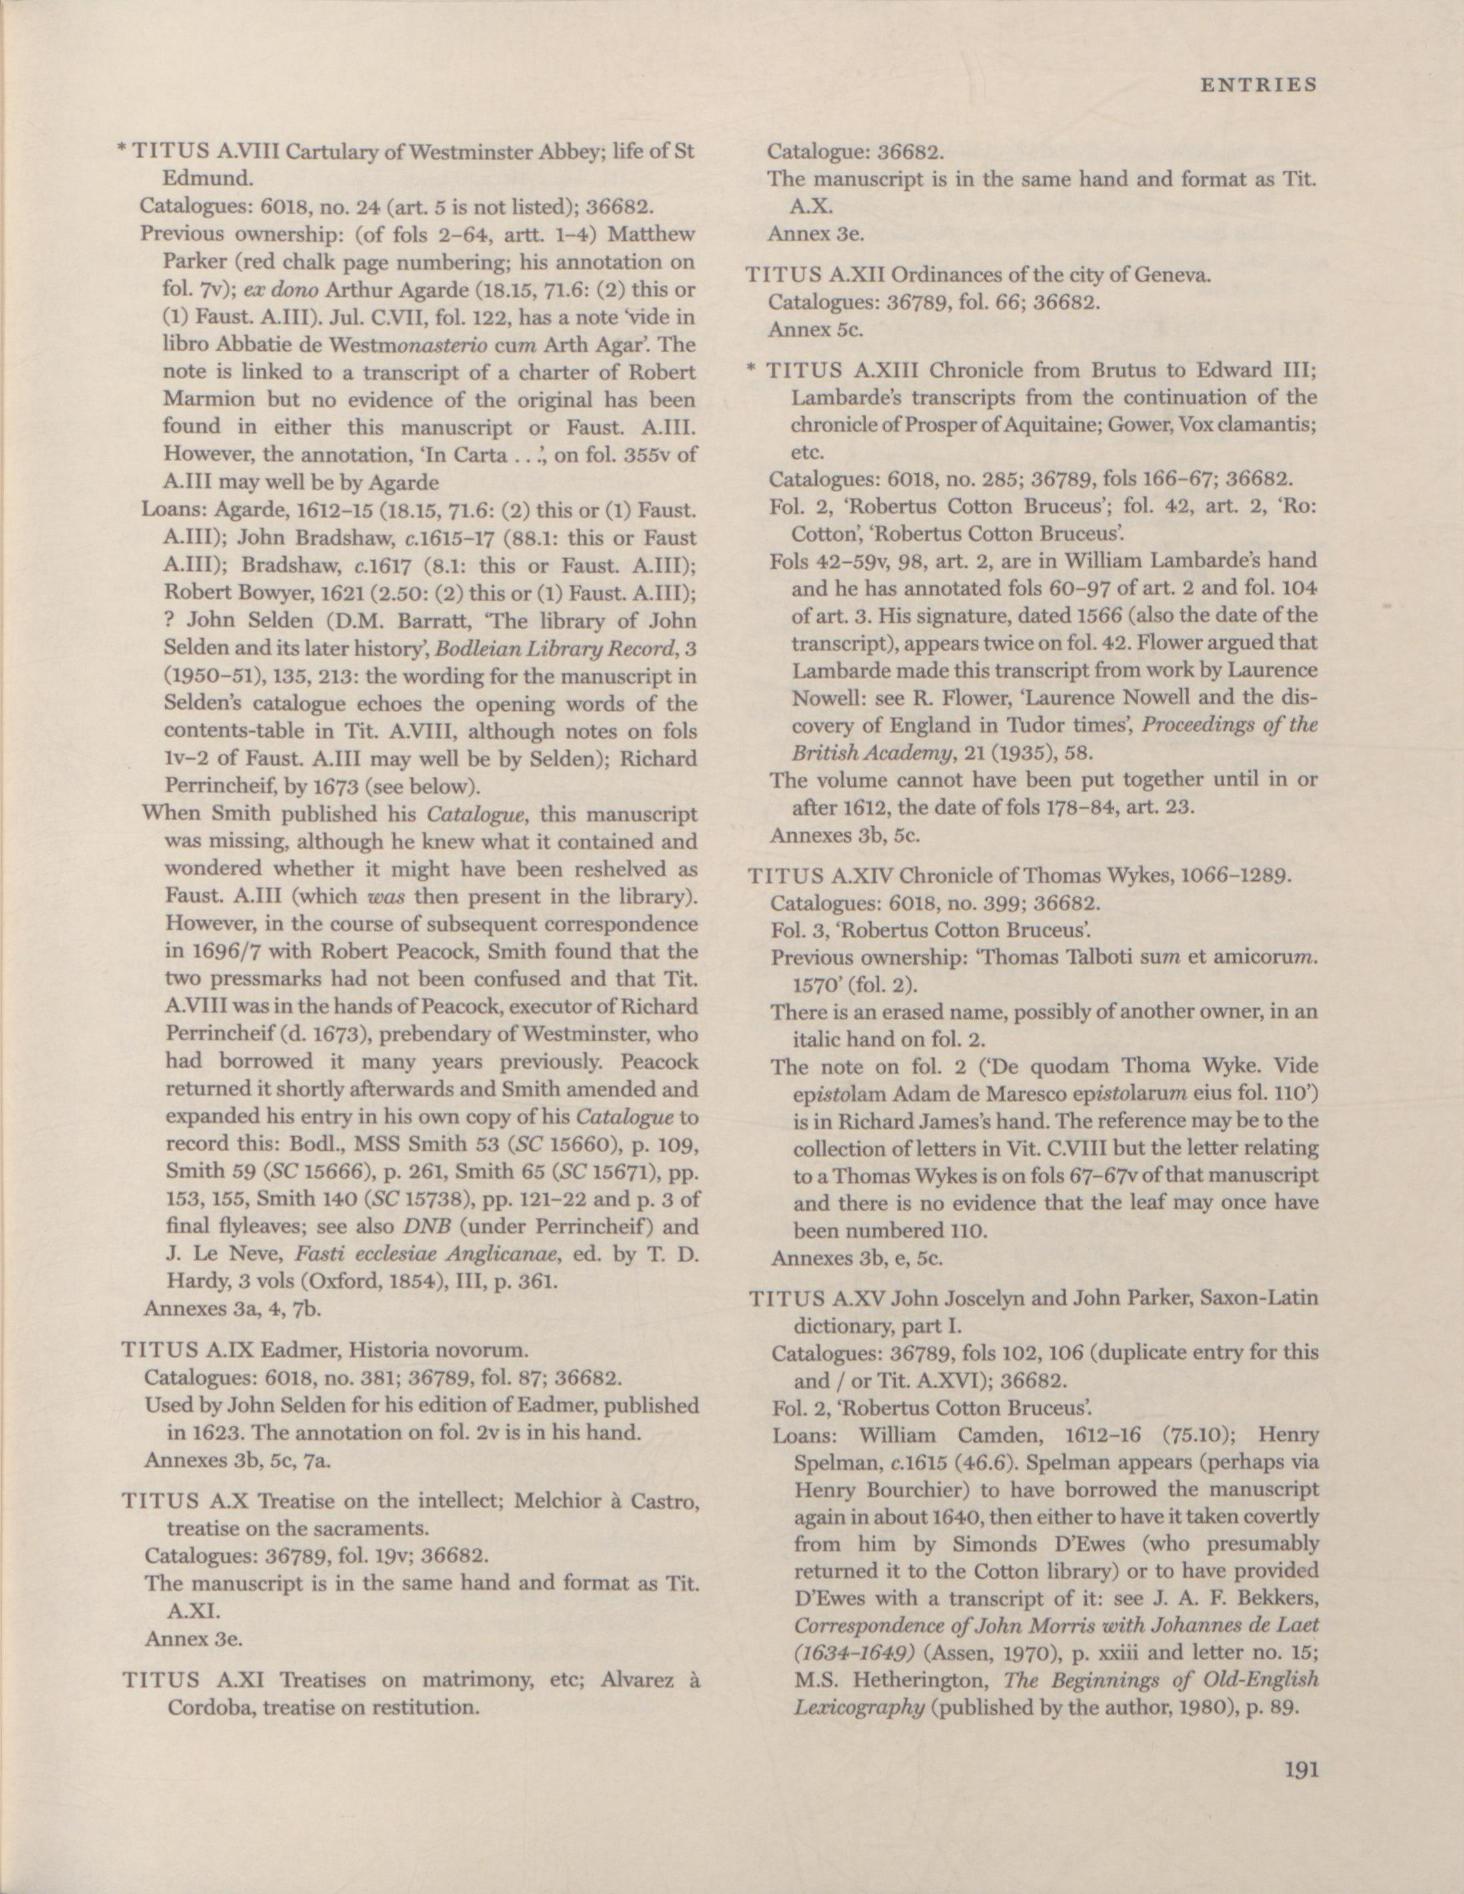 ENTRIES
* TITUS A.VIII Cartulary of Westminster Abbey; life of St
Edmund.
Catalogues: 6018, no. 24 (art. 5 is not listed); 36682.
Previous ownership: (of fols 2–64, artt. 1–4) Matthew
Parker (red chalk page numbering; his annotation on
fol. 7v); ex dono Arthur Agarde (18.15, 71.6: (2) this or
(1) Faust. A.III). Jul. C.VII, fol. 122, has a note ‘vide in
libro Abbatie de Westmonasterio cum Arth Agar’. The
note is linked to a transcript of a charter of Robert
Marmion but no evidence of the original has been
found in either this manuscript or Faust. A.III.
However, the annotation, ‘In Carta . . .’, on fol. 355v of
A.III may well be by Agarde
Loans: Agarde, 1612–15 (18.15, 71.6: (2) this or (1) Faust.
A.III); John Bradshaw, c.1615–17 (88.1: this or Faust
A.III); Bradshaw, c.1617 (8.1: this or Faust. A.III);
Robert Bowyer, 1621 (2.50: (2) this or (1) Faust. A.III);
? John Selden (D.M. Barratt, ‘The library of John
Selden and its later history’, Bodleian Library Record, 3
(1950–51), 135, 213: the wording for the manuscript in
Selden’s catalogue echoes the opening words of the
contents-table in Tit. A.VIII, although notes on fols
1v–2 of Faust. A.III may well be by Selden); Richard
Perrincheif, by 1673 (see below).
When Smith published his Catalogue, this manuscript
was missing, although he knew what it contained and
wondered whether it might have been reshelved as
Faust. A.III (which was then present in the library).
However, in the course of subsequent correspondence
in 1696/7 with Robert Peacock, Smith found that the
two pressmarks had not been confused and that Tit.
A.VIII was in the hands of Peacock, executor of Richard
Perrincheif (d. 1673), prebendary of Westminster, who
had borrowed it many years previously. Peacock
returned it shortly afterwards and Smith amended and
expanded his entry in his own copy of his Catalogue to
record this: Bodl., MSS Smith 53 (SC 15660), p. 109,
Smith 59 (SC 15666), p. 261, Smith 65 (SC 15671), pp.
153, 155, Smith 140 (SC 15738), pp. 121–22 and p. 3 of
final flyleaves; see also DNB (under Perrincheif) and
J. Le Neve, Fasti ecclesiae Anglicanae, ed. by T. D.
Hardy, 3 vols (Oxford, 1854), III, p. 361.
Annexes 3a, 4, 7b.
TITUS A.IX Eadmer, Historia novorum.
Catalogues: 6018, no. 381; 36789, fol. 87; 36682.
Used by John Selden for his edition of Eadmer, published
in 1623. The annotation on fol. 2v is in his hand.
Annexes 3b, 5c, 7a.
TITUS A.X Treatise on the intellect; Melchior à Castro,
treatise on the sacraments.
Catalogues: 36789, fol. 19v; 36682.
The manuscript is in the same hand and format as Tit.
A.XI.
Annex 3e.
TITUS A.XI Treatises on matrimony, etc; Alvarez à
Cordoba, treatise on restitution.
Catalogue: 36682.
The manuscript is in the same hand and format as Tit.
A.X.
Annex 3e.
TITUS A.XII Ordinances of the city of Geneva.
Catalogues: 36789, fol. 66; 36682.
Annex 5c.
* TITUS A.XIII Chronicle from Brutus to Edward III;
Lambarde’s transcripts from the continuation of the
chronicle of Prosper of Aquitaine; Gower, Vox clamantis;
etc.
Catalogues: 6018, no. 285; 36789, fols 166–67; 36682.
Fol. 2, ‘Robertus Cotton Bruceus’; fol. 42, art. 2, ‘Ro:
Cotton’, ‘Robertus Cotton Bruceus’.
Fols 42–59v, 98, art. 2, are in William Lambarde’s hand
and he has annotated fols 60–97 of art. 2 and fol. 104
of art. 3. His signature, dated 1566 (also the date of the
transcript), appears twice on fol. 42. Flower argued that
Lambarde made this transcript from work by Laurence
Nowell: see R. Flower, ‘Laurence Nowell and the dis-
covery of England in Tudor times’, Proceedings of the
British Academy, 21 (1935), 58.
The volume cannot have been put together until in or
after 1612, the date of fols 178–84, art. 23.
Annexes 3b, 5c.
TITUS A.XIV Chronicle of Thomas Wykes, 1066–1289.
Catalogues: 6018, no. 399; 36682.
Fol. 3, ‘Robertus Cotton Bruceus’.
Previous ownership: ‘Thomas Talboti sum et amicorum.
1570’ (fol. 2).
There is an erased name, possibly of another owner, in an
italic hand on fol. 2.
The note on fol. 2 (‘De quodam Thoma Wyke. Vide
epistolam Adam de Maresco epistolarum eius fol. 110’)
is in Richard James’s hand. The reference may be to the
collection of letters in Vit. C.VIII but the letter relating
to a Thomas Wykes is on fols 67–67v of that manuscript
and there is no evidence that the leaf may once have
been numbered 110.
Annexes 3b, e, 5c.
TITUS A.XV John Joscelyn and John Parker, Saxon-Latin
dictionary, part I.
Catalogues: 36789, fols 102, 106 (duplicate entry for this
and / or Tit. A.XVI); 36682.
Fol. 2, ‘Robertus Cotton Bruceus’.
Loans: William Camden, 1612–16 (75.10); Henry
Spelman, c.1615 (46.6). Spelman appears (perhaps via
Henry Bourchier) to have borrowed the manuscript
again in about 1640, then either to have it taken covertly
from him by Simonds D’Ewes (who presumably
returned it to the Cotton library) or to have provided
D’Ewes with a transcript of it: see J. A. F. Bekkers,
Correspondence of John Morris with Johannes de Laet
(1634–1649) (Assen, 1970), p. xxiii and letter no. 15;
M.S. Hetherington, The Beginnings of Old-English
Lexicography (published by the author, 1980), p. 89.
191